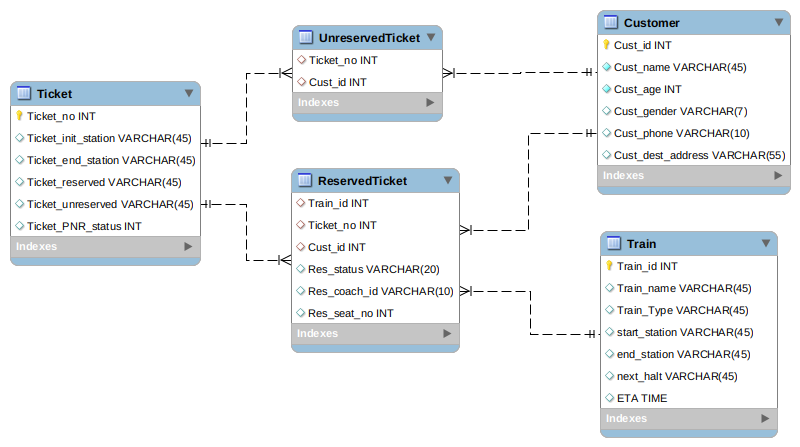 Ticket
Ticket_no INT
Ticket_init_station VARCHAR(45)
Ticket_end_station VARCHAR(45)
Ticket_reserved VARCHAR(45)
Ticket_unreserved VARCHAR(45)
Ticket_PNR_status INT
Indexes
UnreservedTicket
Ticket_no INT
Cust_id INT
Indexes
ReservedTicket
Train_id INT
Ticket_no INT
Cust_id INT
Res_status VARCHAR(20)
Res_coach_id VARCHAR(10)
Res_seat_no INT
Indexes
Customer
Cust_id INT
Cust_name VARCHAR(45)
Cust_age INT
Cust_gender VARCHAR(7)
Cust_phone VARCHAR(10)
Cust_dest_address VARCHAR(55)
Indexes
Train
Train_id INT
Train_name VARCHAR(45)
Train_Type VARCHAR(45)
start_station VARCHAR(45)
end_station VARCHAR(45)
next_halt VARCHAR(45)
ETA TIME
Indexes